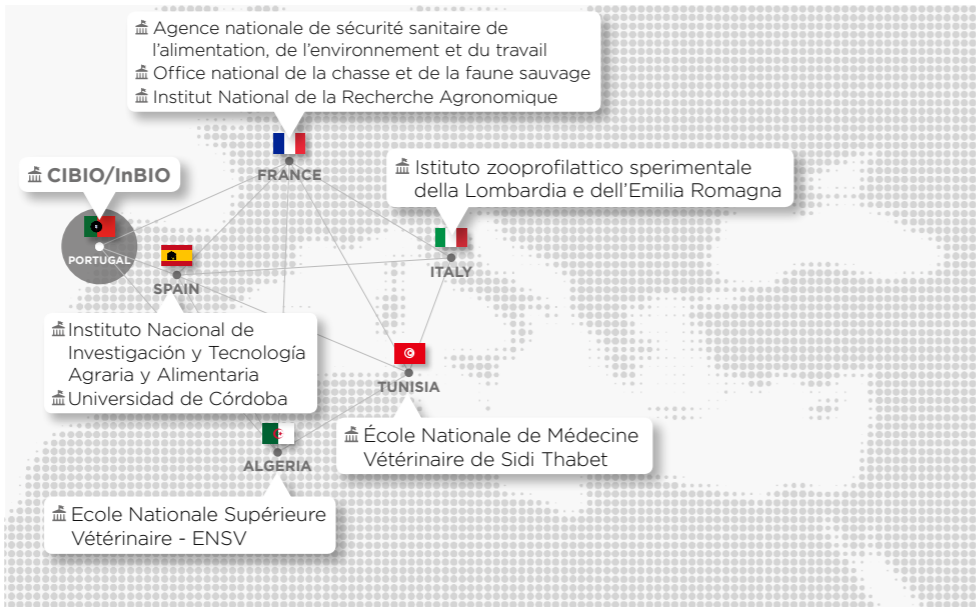 Agence nationale de sécurité sanitaire de
l'alimentation, de l'environnement et du travail
Office national de la chasse et de la faune sauvage
Institut National de la Recherche Agronomique
FRANCE
CIBIO/InBIO
PORTUGAL
Istituto zooprofilattico sperimentale
della Lombardia e dell'Emilia Romagna
ITALY
SPAIN
Instituto Nacional de
Investigación y Tecnología
Agraria y Alimentaria
Universidad de Córdoba
TUNISIA
École Nationale de Médecine
Vétérinaire de Sidi Thabet
ALGERIA
Ecole Nationale Supérieure
Vétérinaire - ENSV